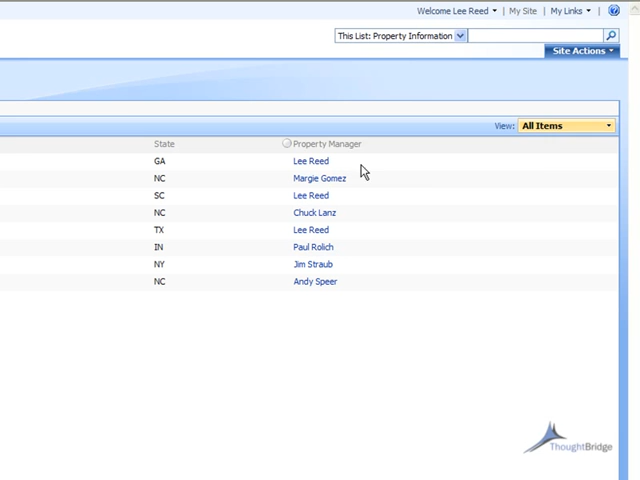 Welcome Lee Reed | My Site | My Links |
This List: Property Information
Site Actions
View: All Items
State Property Manager
GA Lee Reed
NC Margie Gomez
SC Lee Reed
NC Chuck Lanz
TX Lee Reed
IN Paul Rolich
NY Jim Straub
NC Andy Speer
ThoughtBridge